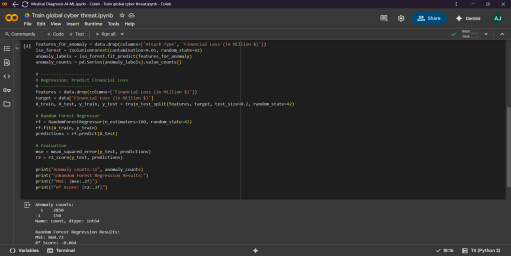 Medical Diagnosis AI-ML.ipynb - Colab
Train global cyber threat.ipynb - Colab
Train global cyber threat.ipynb
File Edit View Insert Runtime Tools Help
Share
Gemini
AJ
Commands + Code + Text Run all
RAM
Disk
[2]
features_for_anomaly = data.drop(columns=['Attack Type', 'Financial Loss (in Million $)'])
iso_forest = IsolationForest(contamination=0.05, random_state=42)
anomaly_labels = iso_forest.fit_predict(features_for_anomaly)
anomaly_counts = pd.Series(anomaly_labels).value_counts()
# Regression: Predict Financial Loss
features = data.drop(columns=['Financial Loss (in Million $)'])
target = data['Financial Loss (in Million $)']
X_train, X_test, y_train, y_test = train_test_split(features, target, test_size=0.2, random_state=42)
# Random Forest Regressor
rf = RandomForestRegressor(n_estimators=100, random_state=42)
rf.fit(X_train, y_train)
predictions = rf.predict(X_test)
# Evaluation
mse = mean_squared_error(y_test, predictions)
r2 = r2_score(y_test, predictions)
print("Anomaly counts:\n", anomaly_counts)
print("\nRandom Forest Regression Results:")
print(f"MSE: {mse:.2f}")
print(f"R² Score: {r2:.3f}")
Anomaly counts:
1 2850
-1 150
Name: count, dtype: int64
Random Forest Regression Results:
R² Score: -0.064
Variables Terminal
T4 (Python 3)